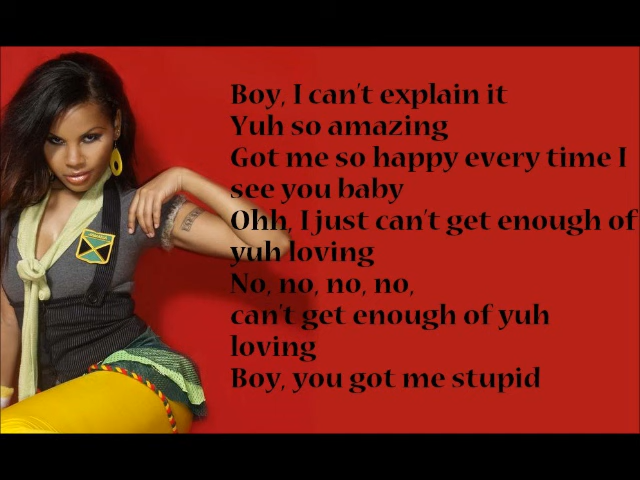 Boy, I can't explain it
Yuh so amazing
Got me so happy every time I
see you baby
Ohh, I just can't get enough of
yuh loving
No, no, no, no,
can't get enough of yuh
loving
Boy, you got me stupid